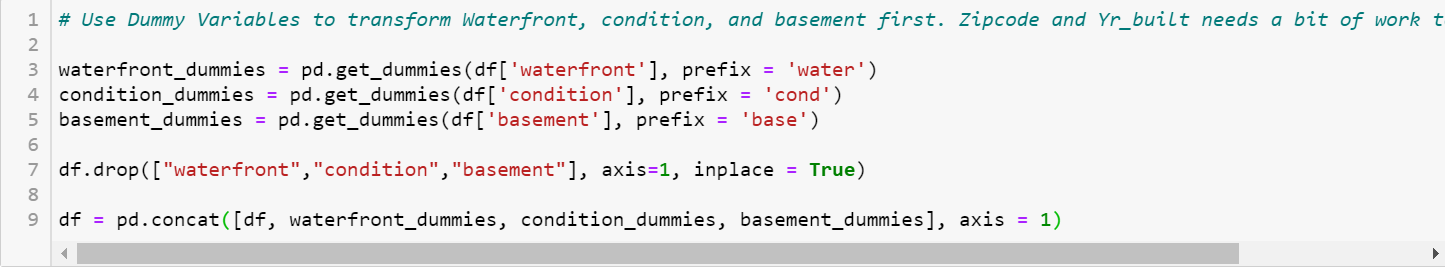 1 # Use Dummy Variables to transform Waterfront, condition, and basement first. Zipcode and Yr_built needs a bit of work
2
3 waterfront_dummies = pd.get_dummies(df['waterfront'], prefix = 'water')
4 condition_dummies = pd.get_dummies(df['condition'], prefix = 'cond')
5 basement_dummies = pd.get_dummies(df['basement'], prefix = 'base')
6
7 df.drop(["waterfront","condition","basement"], axis=1, inplace = True)
8
9 df = pd.concat([df, waterfront_dummies, condition_dummies, basement_dummies], axis = 1)